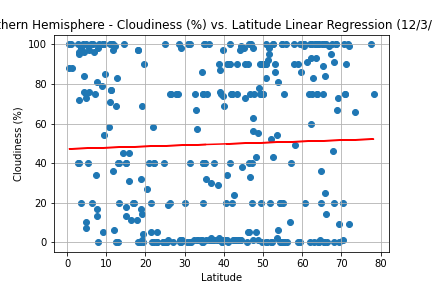 thern Hemisphere - Cloudiness (%) vs. Latitude Linear Regression (12/3/
100
80
60
40
20
0
Cloudiness (%)
0 10 20 30 40 50 60 70 80
Latitude